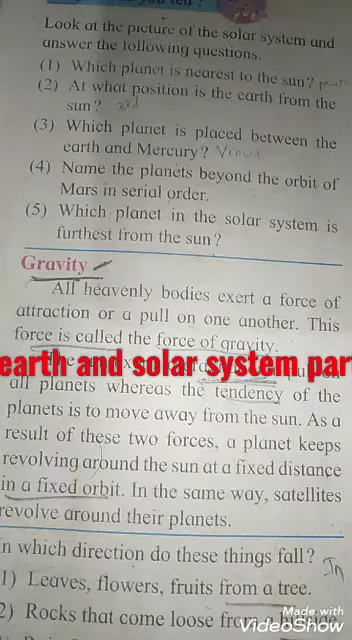 Look at the picture of the solar system and
answer the following questions.
(1) Which planet is nearest to the sun?
(2) At what position is the earth from the
sun? 3rd
(3) Which planet is placed between the
earth and Mercury? Venus
(4) Name the planets beyond the orbit of
Mars in serial order.
(5) Which planet in the solar system is
furthest from the sun?
Gravity
All heavenly bodies exert a force of
attraction or a pull on one another. This
force is called the force of gravity.
earth and solar system par
all planets whereas the tendency of the
planets is to move away from the sun. As a
result of these two forces, a planet keeps
revolving around the sun at a fixed distance
in a fixed orbit. In the same way, satellites
revolve around their planets.
n which direction do these things fall? In
1) Leaves, flowers, fruits from a tree.
2) Rocks that come loose from a
Made with
VideoShow